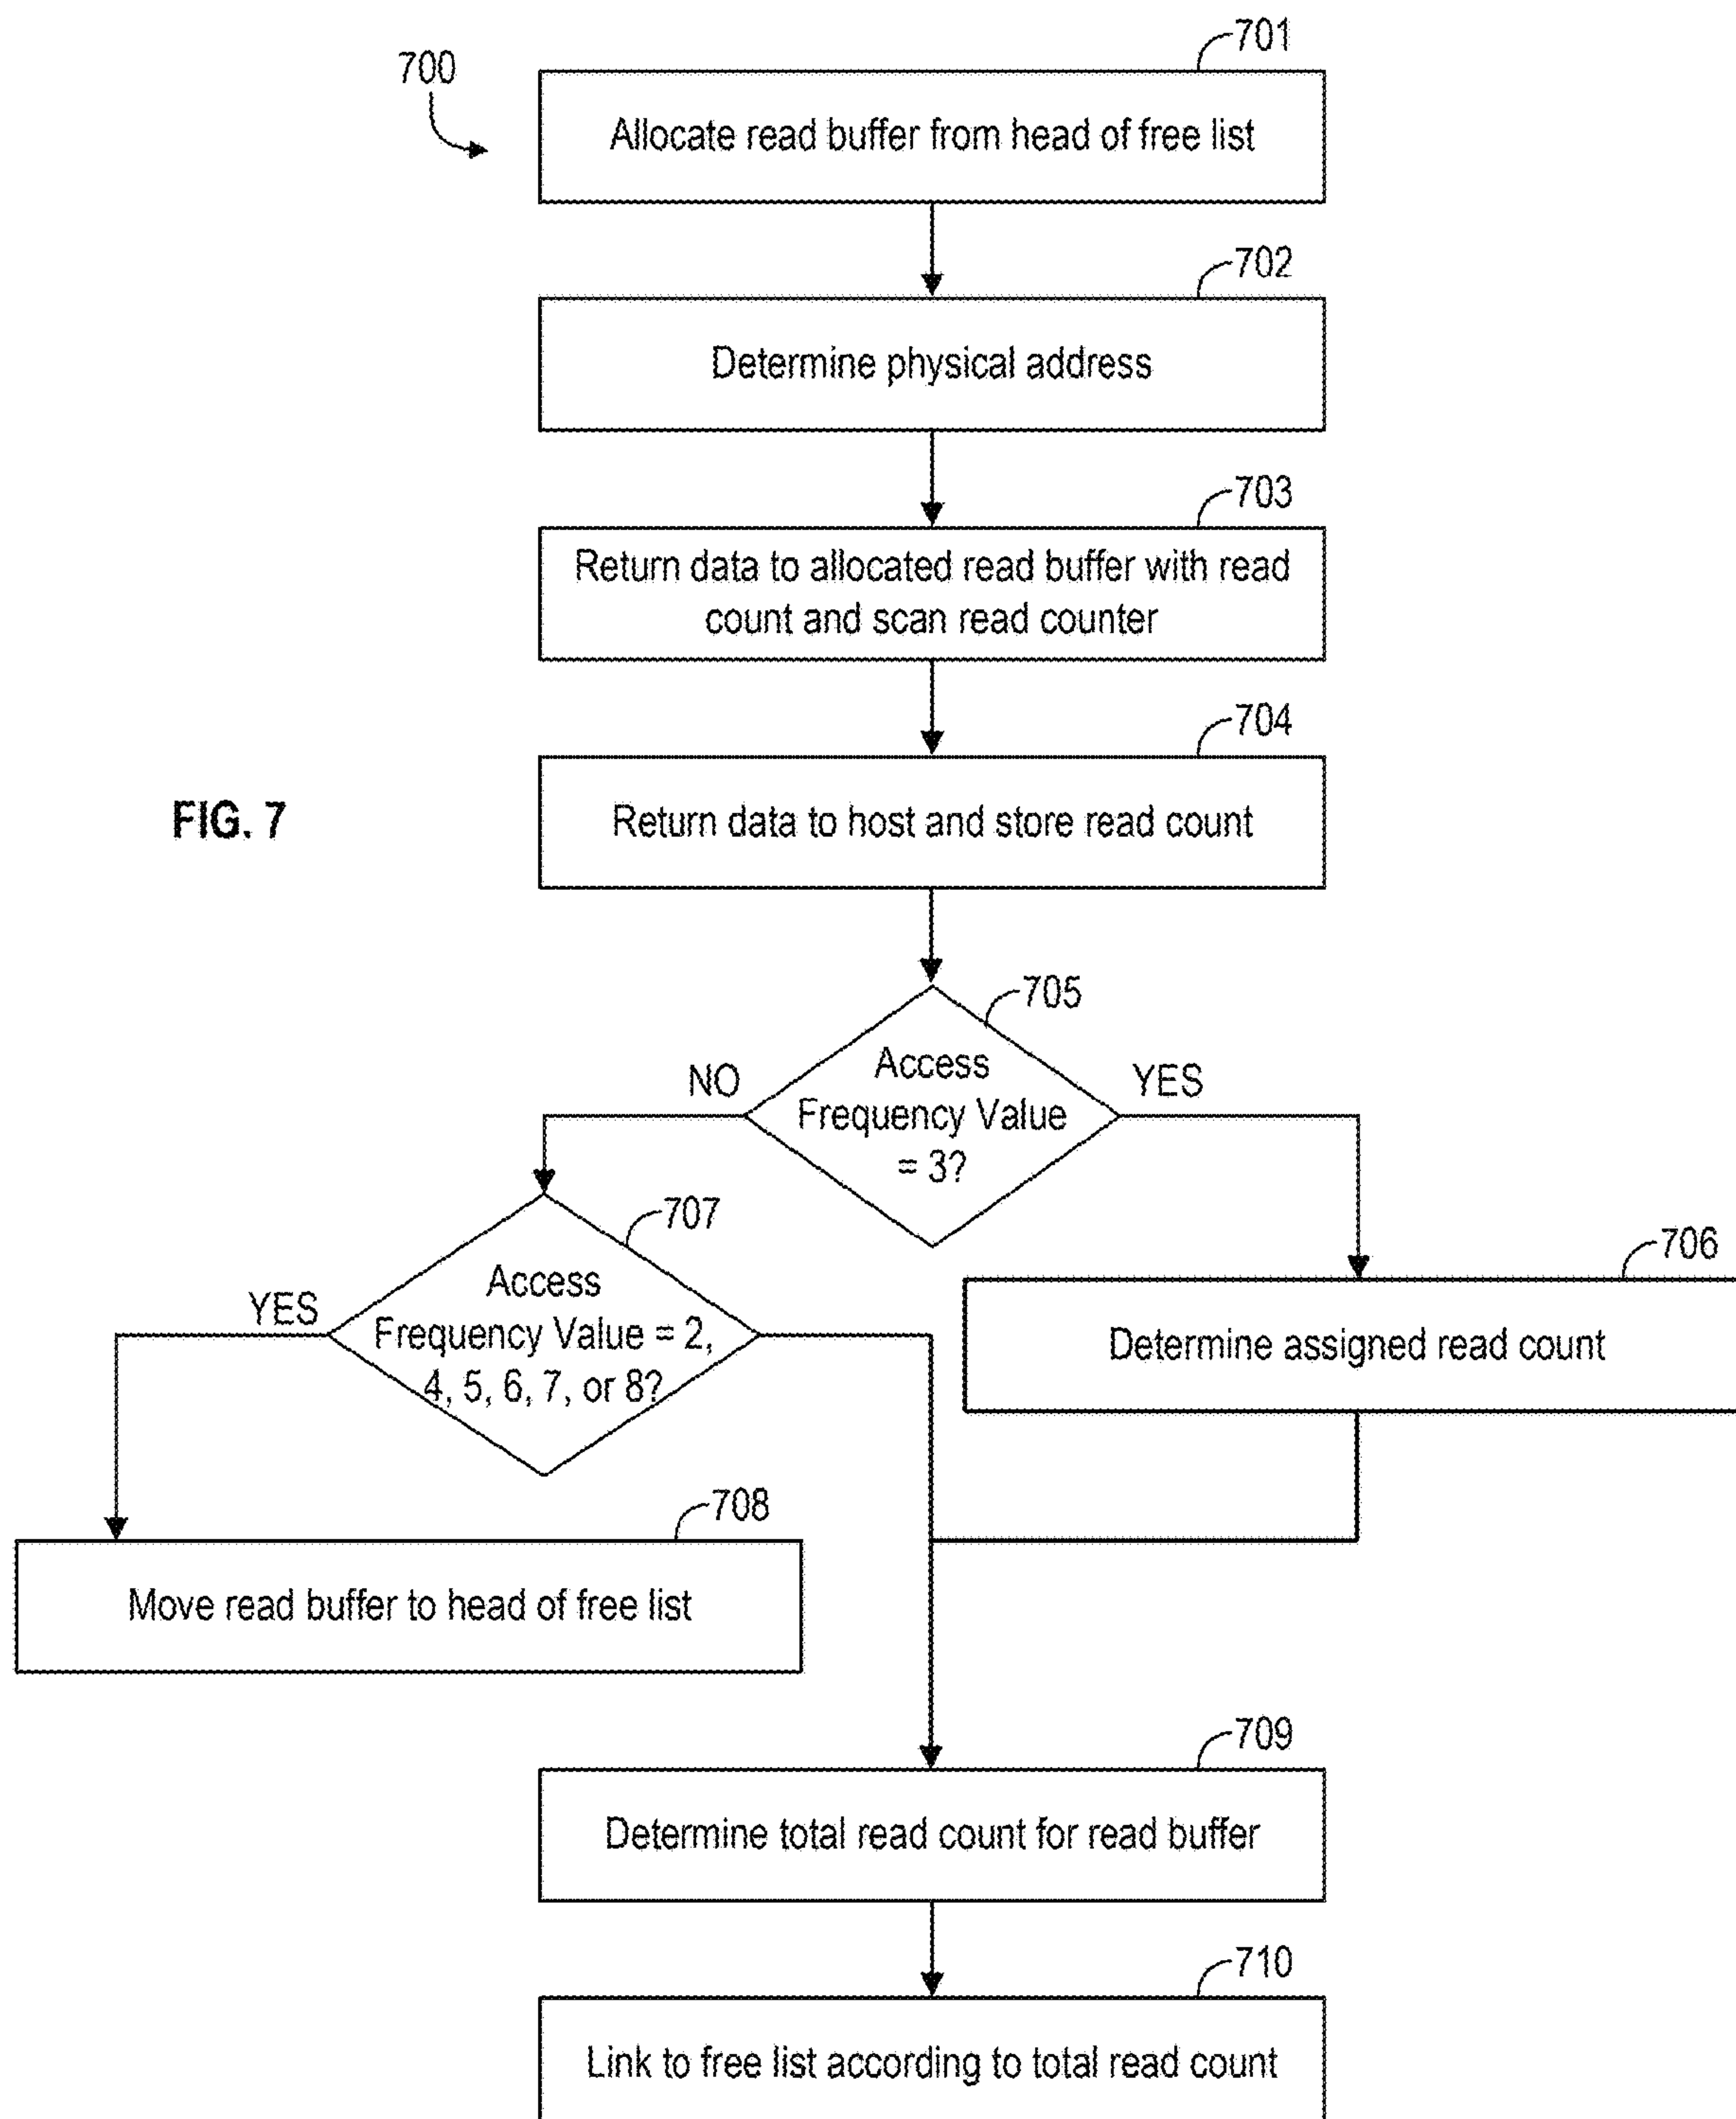 701
700
Allocate read buffer from head of free list
702
Determine physical address
703
Return data to allocated read buffer with read
count and scan read counter
704
FIG. 7
Return data to host and store read count
705
NO
Access
Frequency Value
= 3?
YES
707
706
YES
Access
Frequency Value = 2,
4, 5, 6, 7, or 8?
Determine assigned read count
708
Move read buffer to head of free list
709
Determine total read count for read buffer
710
Link to free list according to total read count